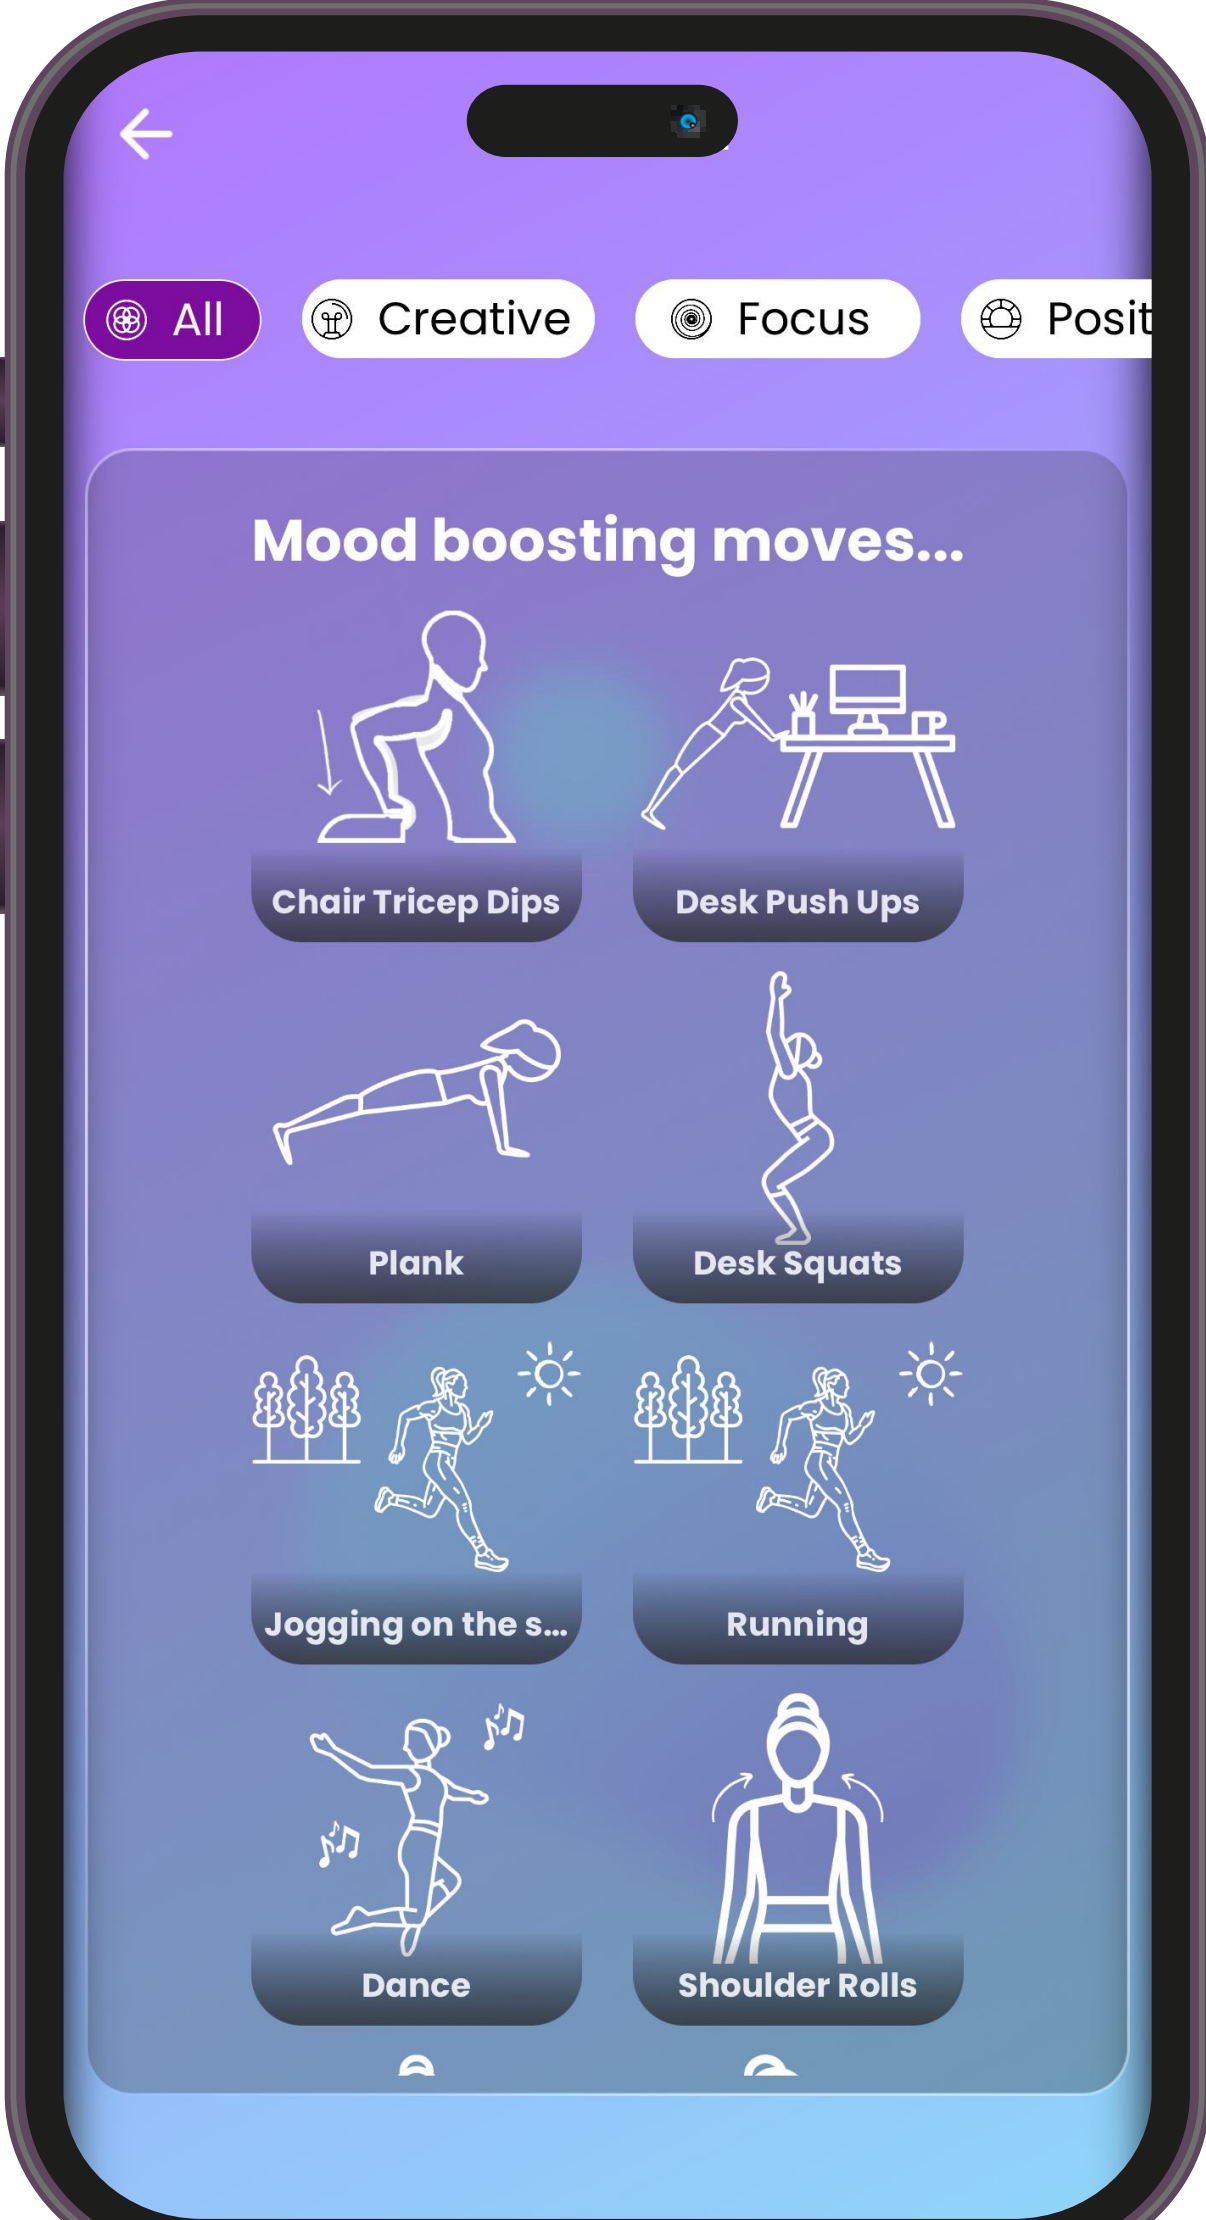 All
Creative
Focus
Posit
Mood boosting moves...
Chair Tricep Dips
Desk Push Ups
Plank
Desk Squats
Jogging on the s...
Running
Dance
Shoulder Rolls